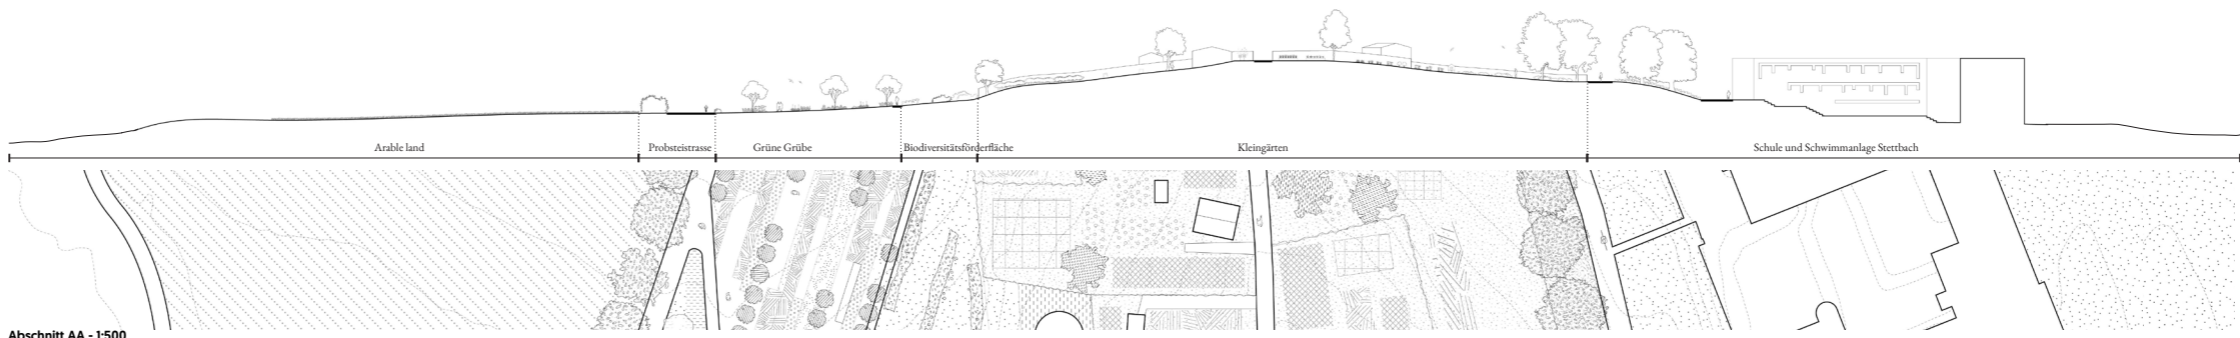 Arable land
Probsteistrasse
Grüne Grübe
Biodiversitätsförderfläche
Kleingärten
Schule und Schwimmanlage Stettbach
Abschnitt AA - 1:500